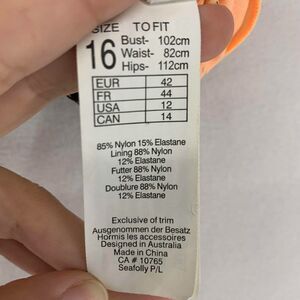 SIZE TO FIT
16 Bust- 102cm
Waist- 82cm
Hips- 112cm
EUR 42
FR 44
USA 12
CAN 14
85% Nylon 15% Elastane
Lining 88% Nylon
12% Elastane
Futter 88% Nylon
12% Elastane
Doublure 88% Nylon
12% Elastane
Exclusive of trim
Ausgenommen der Besatz
Hormis les accessoires
Designed in Australia
Made in China
CA # 10765
Seafolly P/L